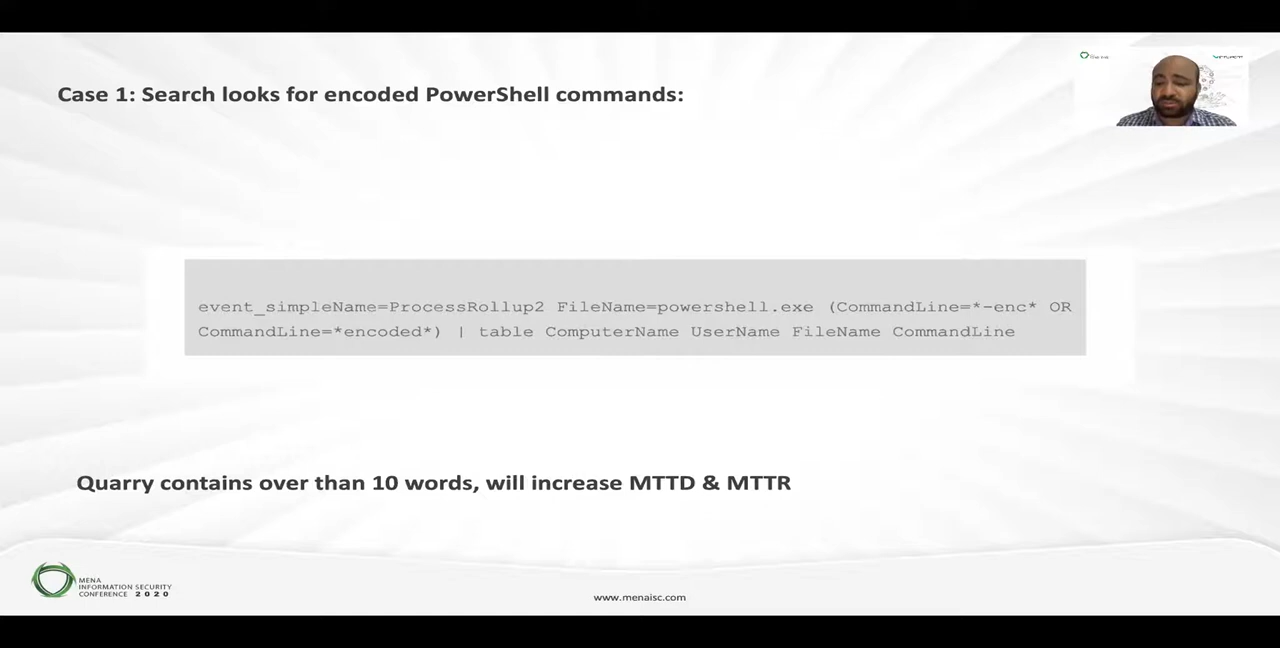 Case 1: Search looks for encoded PowerShell commands:
event_simpleName=ProcessRollup2 FileName=powershell.exe (CommandLine=*-enc* OR
CommandLine=*encoded*) | table ComputerName UserName FileName CommandLine
Quarry contains over than 10 words, will increase MTTD & MTTR
MENA
INFORMATION SECURITY
CONFERENCE 2020
www.menaisc.com